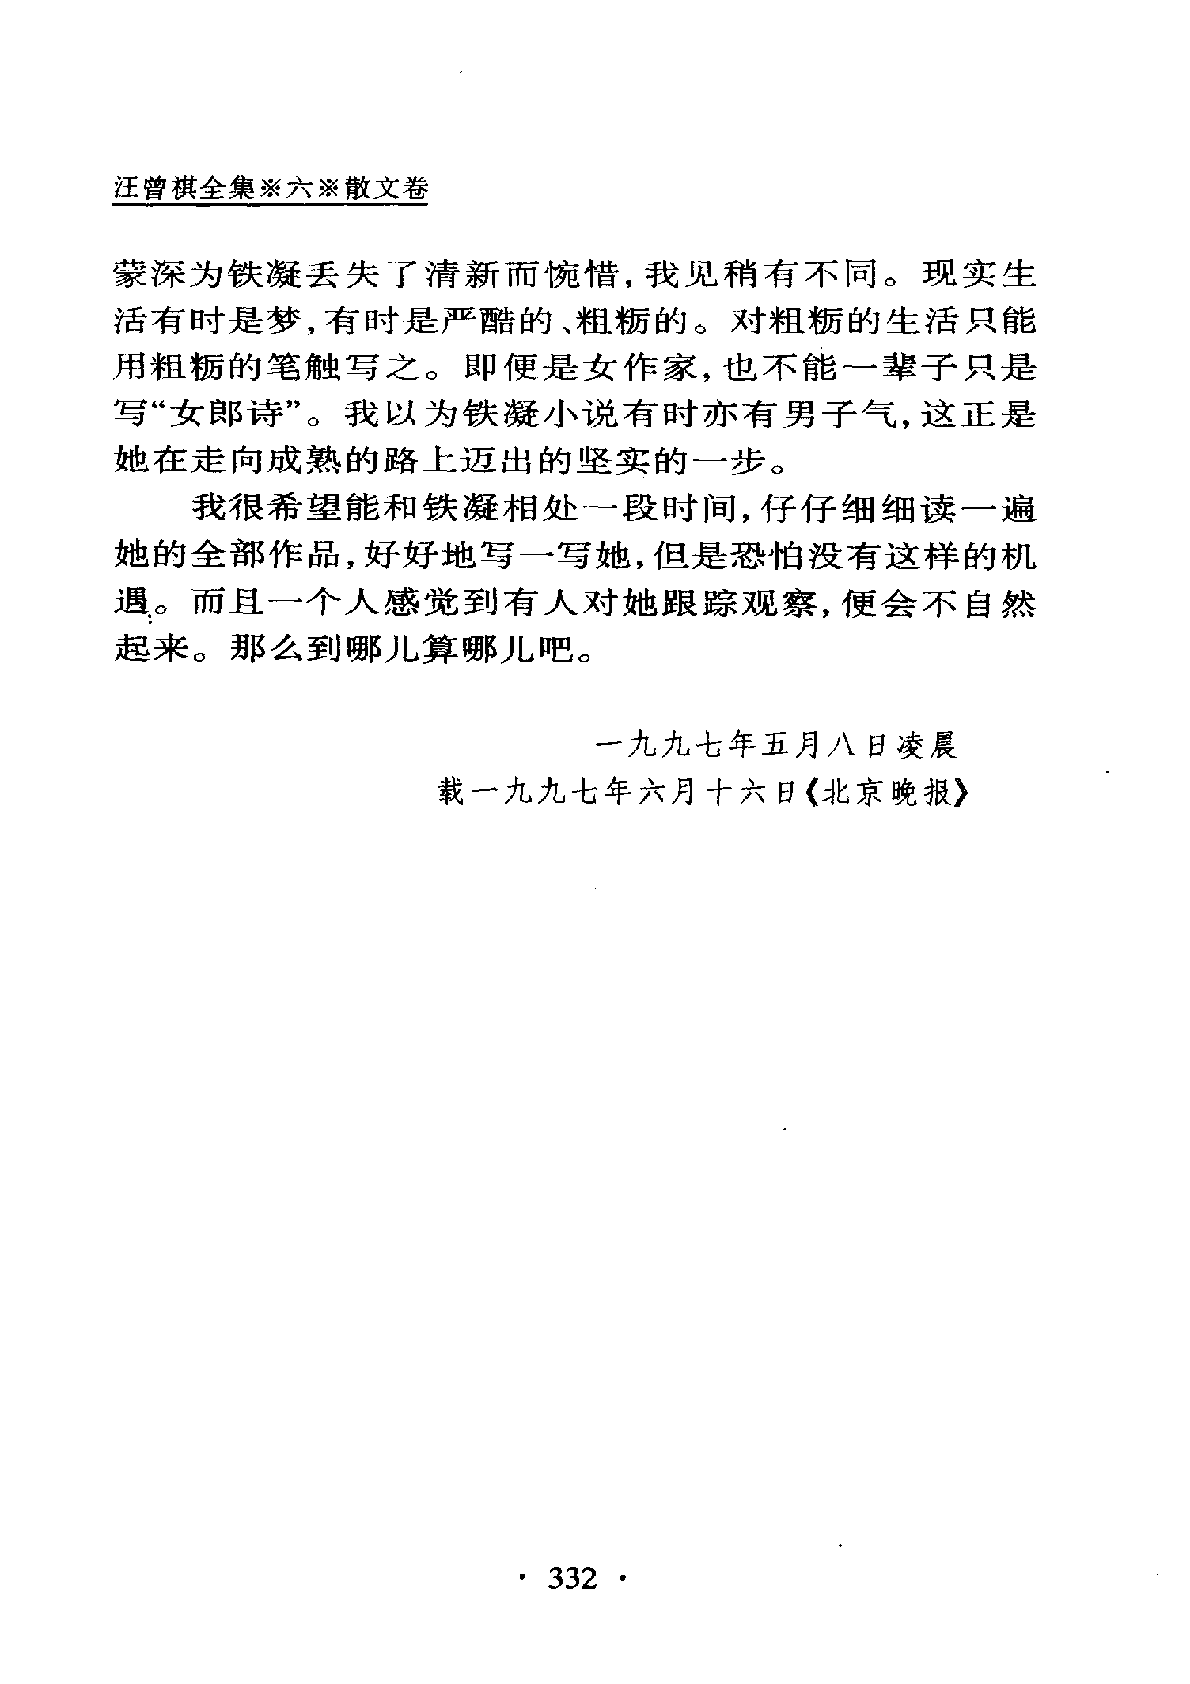 汪曾祺全集※六※散文卷
蒙深为铁凝丢失了清新而惋惜,我见稍有不同。现实生
活有时是梦,有时是严酷的、粗粝的。对粗粝的生活只能
用粗粝的笔触写之。即便是女作家,也不能一辈子只是
写“女郎诗”。我以为铁凝小说有时亦有男子气,这正是
她在走向成熟的路上迈出的坚实的一步。
我很希望能和铁凝相处一段时间,仔仔细细读一遍
她的全部作品,好好地写一写她,但是恐怕没有这样的机
遇。而且一个人感觉到有人对她跟踪观察,便会不自然
起来。那么到哪儿算哪儿吧。
一九九七年五月八日凌晨
载一九九七年六月十六日《北京晚报》
· 332 ·